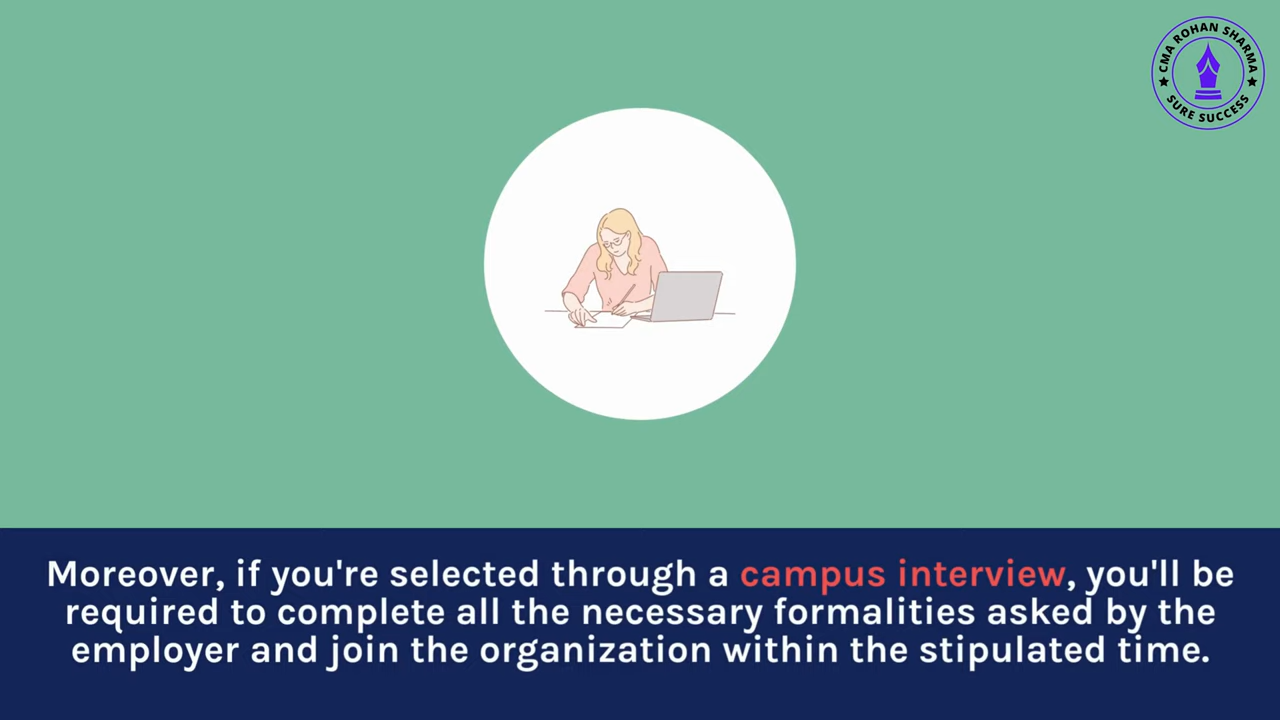 CMA ROHAN SHARMA
SURE SUCCESS
Moreover, if you're selected through a campus interview, you'll be
required to complete all the necessary formalities asked by the
employer and join the organization within the stipulated time.